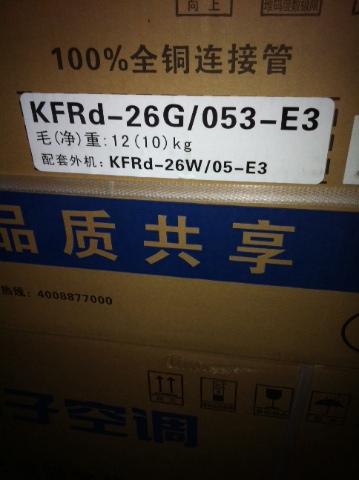 向上
100%全铜连接管
KFRd-26G/053-E3
毛(净)重:12(10)kg
配套外机: KFRd-26W/05-E3
品质共享
热线: 4008877000
子空调